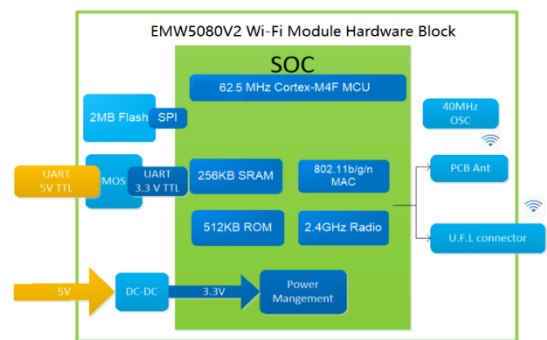 EMW5080V2 Wi-Fi Module Hardware Block
SOC
62.5 MHz Cortex-M4F MCU
2MB Flash
SPI
40MHz
OSC
UART
5V TTL
MOS
UART
3.3 V TTL
256KB SRAM
802.11b/g/n
MAC
PCB Ant
512KB ROM
2.4GHz Radio
U.F.L connector
5V
DC-DC
3.3V
Power
Mangement